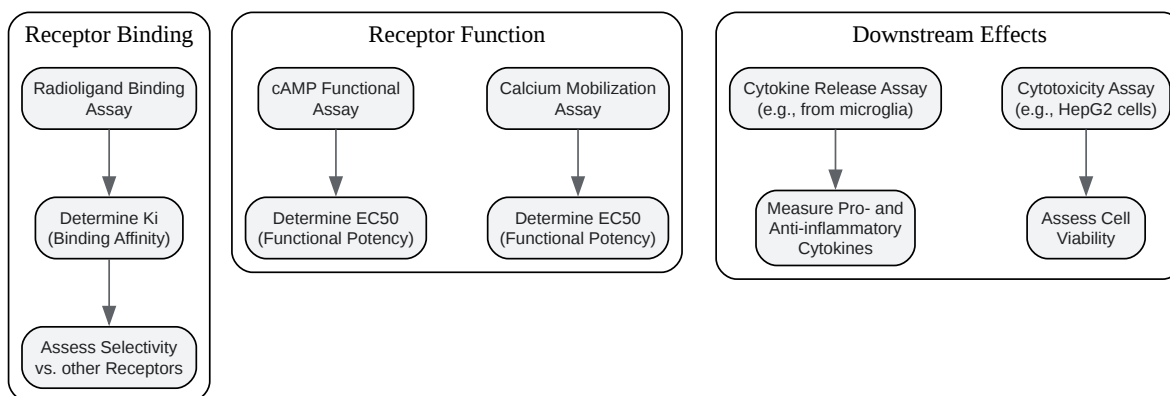 Receptor Binding
Radioligand Binding
Assay
Determine Ki
(Binding Affinity)
Assess Selectivity
vs. other Receptors
Receptor Function
cAMP Functional
Assay
Determine EC50
(Functional Potency)
Calcium Mobilization
Assay
Determine EC50
(Functional Potency)
Downstream Effects
Cytokine Release Assay
(e.g., from microglia)
Measure Pro- and
Anti-inflammatory
Cytokines
Cytotoxicity Assay
(e.g., HepG2 cells)
Assess Cell
Viability